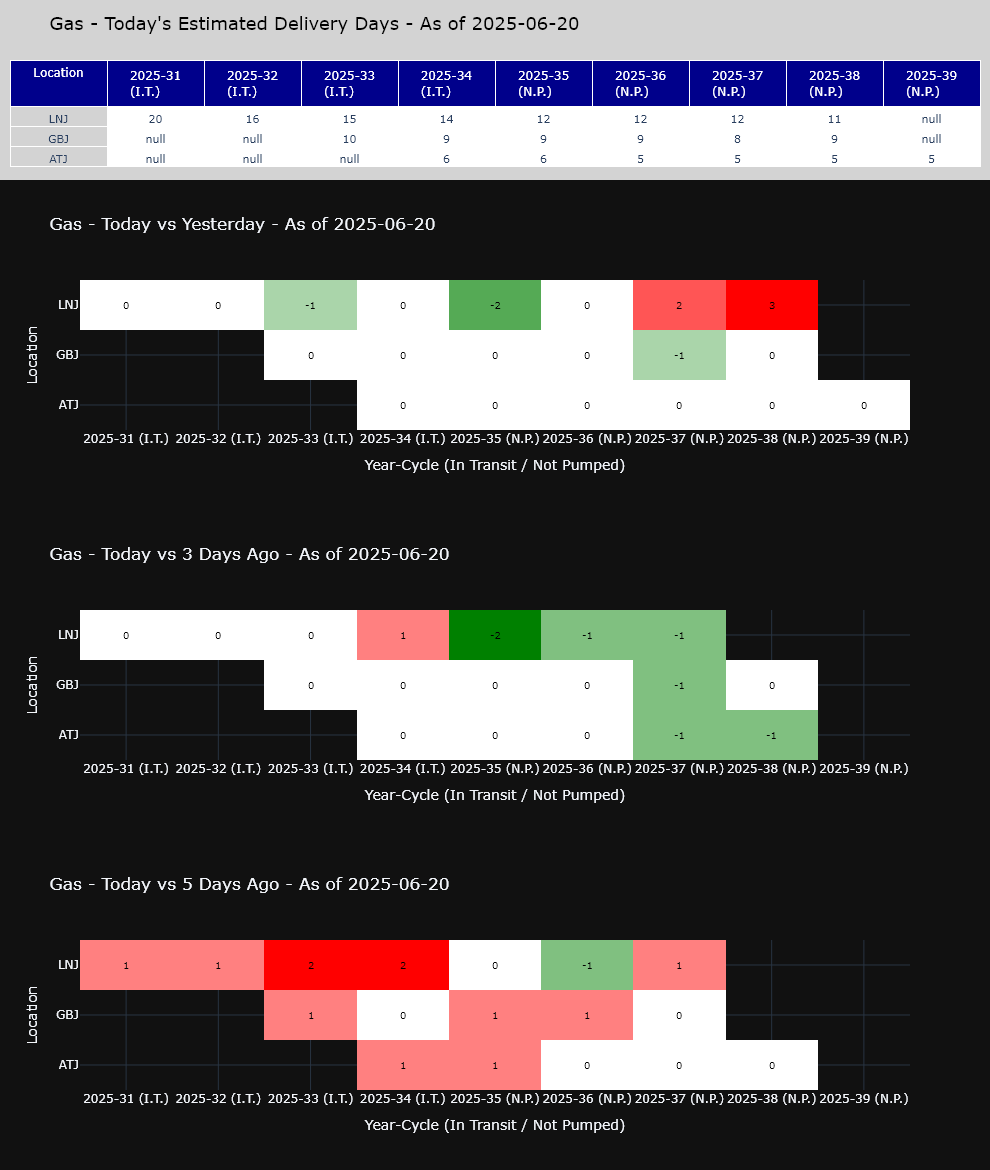 Gas - Today's Estimated Delivery Days - As of 2025-06-20
Location 2025-31 (I.T.) 2025-32 (I.T.) 2025-33 (I.T.) 2025-34 (I.T.) 2025-35 (N.P.) 2025-36 (N.P.) 2025-37 (N.P.) 2025-38 (N.P.) 2025-39 (N.P.)
LNJ 20 16 15 14 12 12 12 11 null
GBJ null null 10 9 9 9 8 9 null
ATJ null null null 6 6 5 5 5 5
Gas - Today vs Yesterday - As of 2025-06-20
Location
LNJ 0 0 -1 0 -2 0 2 3
GBJ 0 0 0 0 -1 0
ATJ 0 0 0 0 0 0
2025-31 (I.T.) 2025-32 (I.T.) 2025-33 (I.T.) 2025-34 (I.T.) 2025-35 (N.P.) 2025-36 (N.P.) 2025-37 (N.P.) 2025-38 (N.P.) 2025-39 (N.P.)
Year-Cycle (In Transit / Not Pumped)
Gas - Today vs 3 Days Ago - As of 2025-06-20
Location
LNJ 0 0 0 1 -2 -1 -1
GBJ 0 0 0 0 -1 0
ATJ 0 0 0 -1 -1
2025-31 (I.T.) 2025-32 (I.T.) 2025-33 (I.T.) 2025-34 (I.T.) 2025-35 (N.P.) 2025-36 (N.P.) 2025-37 (N.P.) 2025-38 (N.P.) 2025-39 (N.P.)
Year-Cycle (In Transit / Not Pumped)
Gas - Today vs 5 Days Ago - As of 2025-06-20
Location
LNJ 1 1 2 2 0 -1 1
GBJ 1 0 1 1 0
ATJ 1 1 0 0 0
2025-31 (I.T.) 2025-32 (I.T.) 2025-33 (I.T.) 2025-34 (I.T.) 2025-35 (N.P.) 2025-36 (N.P.) 2025-37 (N.P.) 2025-38 (N.P.) 2025-39 (N.P.)
Year-Cycle (In Transit / Not Pumped)